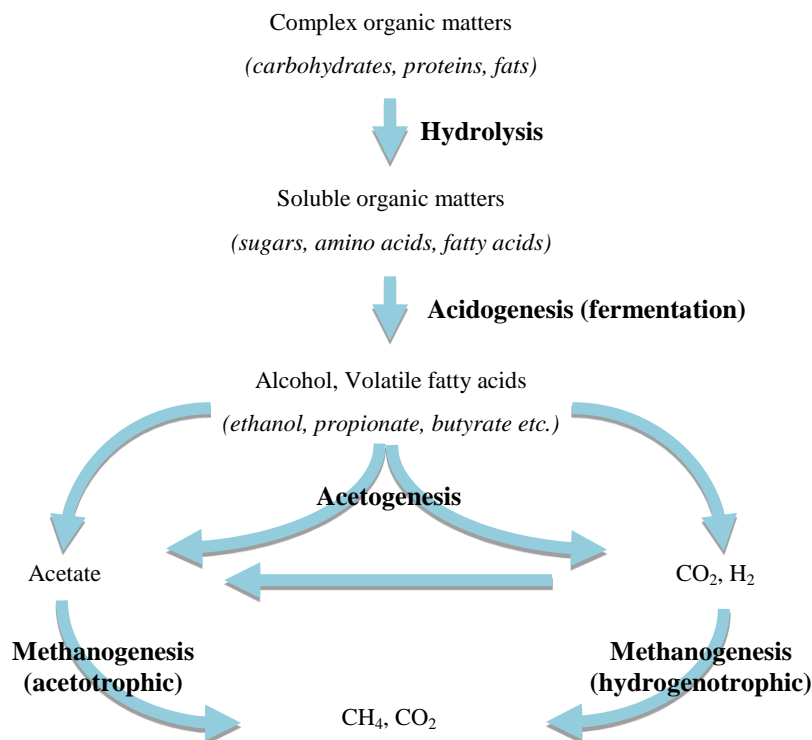 Complex organic matters
(carbohydrates, proteins, fats)
Hydrolysis
Soluble organic matters
(sugars, amino acids, fatty acids)
Acidogenesis (fermentation)
Alcohol, Volatile fatty acids
(ethanol, propionate, butyrate etc.)
Acetogenesis
Acetate
CO₂, H₂
Methanogenesis
(acetotrophic)
Methanogenesis
(hydrogenotrophic)
CH₄, CO₂